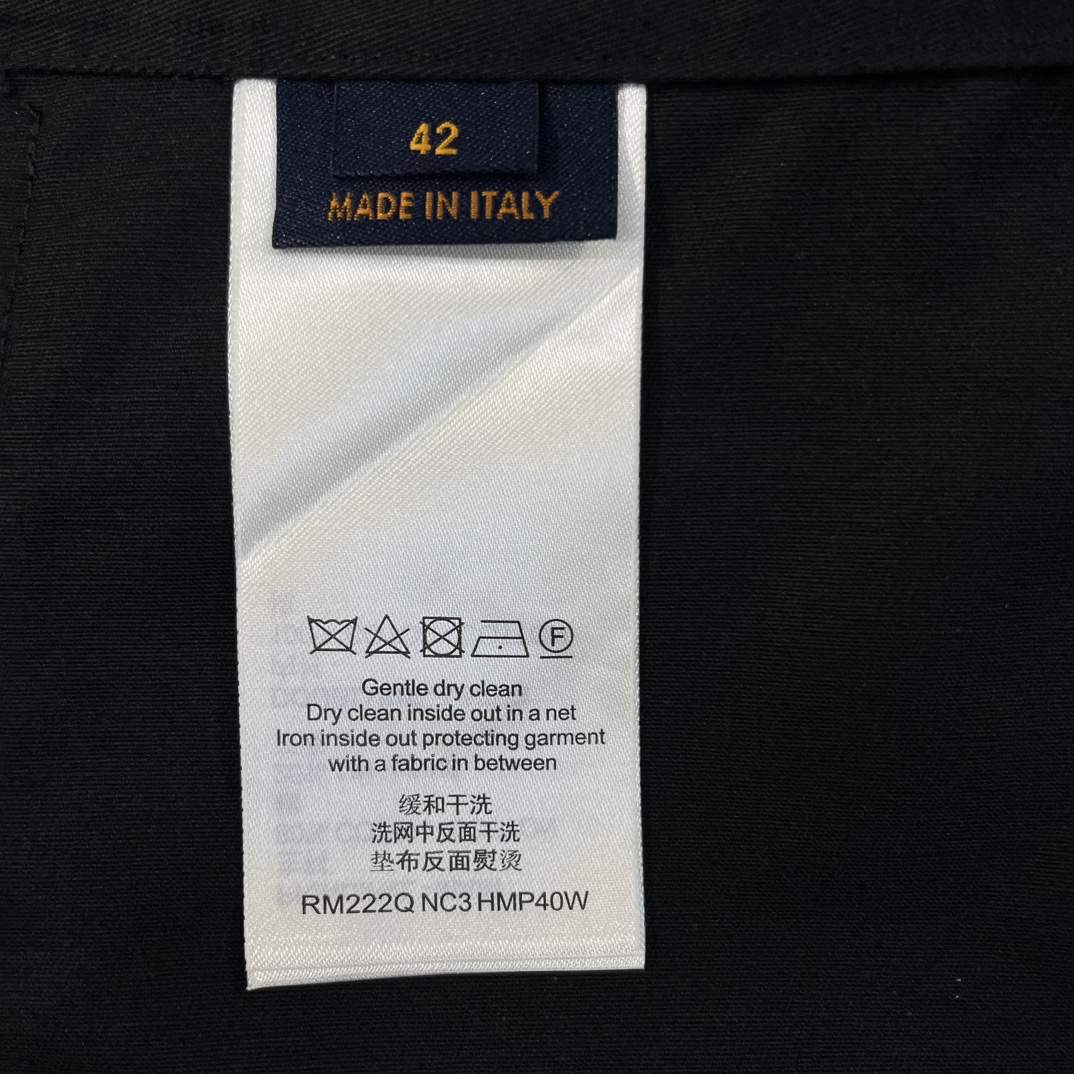 42
MADE IN ITALY
F
Gentle dry clean
Dry clean inside out in a net
Iron inside out protecting garment
with a fabric in between
缓和干洗
洗网中反面干洗
垫布反面熨烫
RM222Q NC3 HMP40W